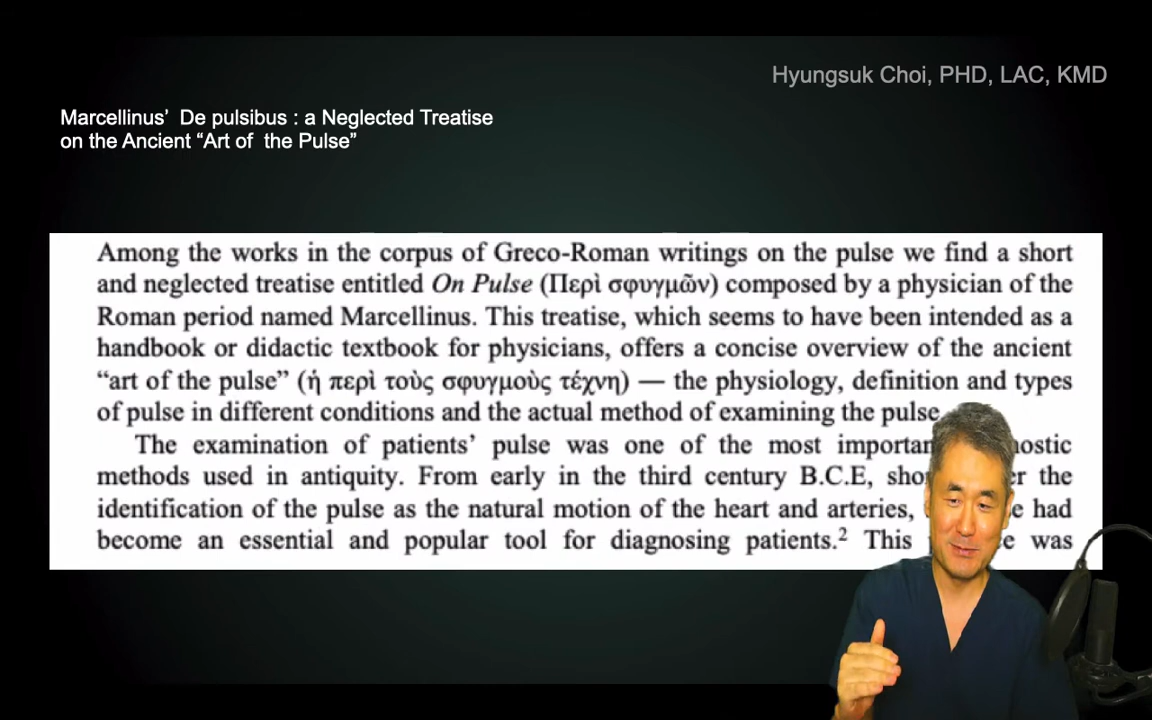 Hyungsuk Choi, PHD, LAC, KMD
Marcellinus’ De pulsibus : a Neglected Treatise
on the Ancient “Art of the Pulse”
Among the works in the corpus of Greco-Roman writings on the pulse we find a short
and neglected treatise entitled On Pulse (Περὶ σφυγμῶν) composed by a physician of the
Roman period named Marcellinus. This treatise, which seems to have been intended as a
handbook or didactic textbook for physicians, offers a concise overview of the ancient
“art of the pulse” (ἡ περὶ τοὺς σφυγμοὺς τέχνη) — the physiology, definition and types
of pulse in different conditions and the actual method of examining the pulse
The examination of patients’ pulse was one of the most
methods used in antiquity. From early in the third century B.C.E, the
identification of the pulse as the natural motion of the heart and arteries, had
become an essential and popular tool for diagnosing patients.² This was